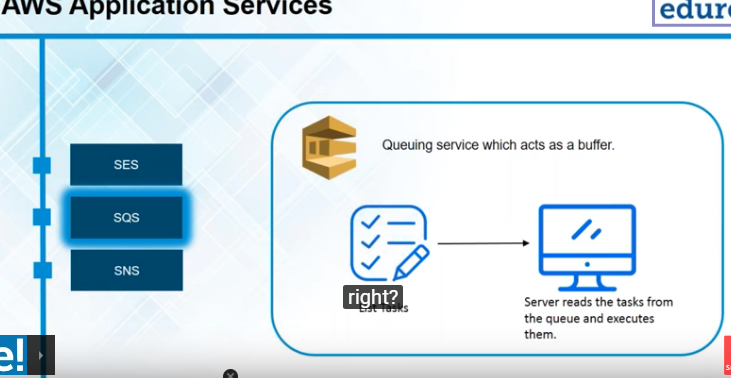 AWS Application Services
edure
SES
SQS
SNS
Queuing service which acts as a buffer.
right?
List Tasks
Server reads the tasks from
the queue and executes
them.
e!